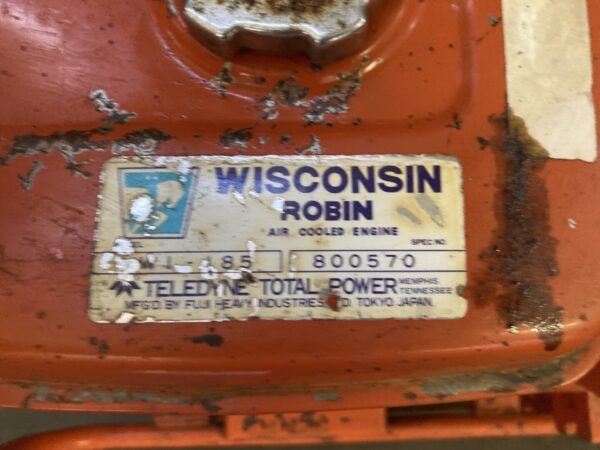 WISCONSIN
ROBIN
AIR COOLED ENGINE
SPEC NO.
185 800570
TELEDYNE TOTAL POWER MEMPHIS TENNESSEE
MFG'D BY FUJI HEAVY INDUSTRIES LTD. TOKYO, JAPAN